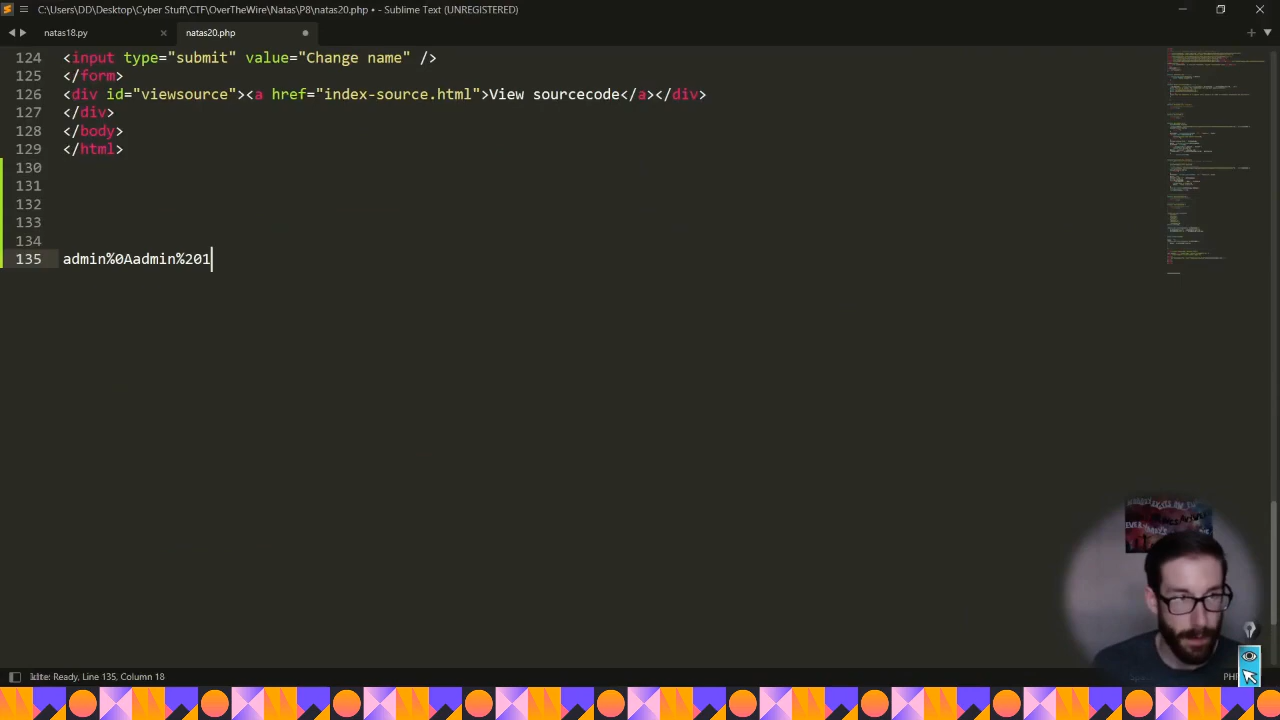 C:\Users\DD\Desktop\Cyber Stuff\CTF\OverTheWire\Natas\P8\natas20.php • - Sublime Text (UNREGISTERED)
natas18.py
natas20.php
124 <input type="submit" value="Change name" />
125 </form>
126 <div id="viewsource"><a href="index-source.html">View sourcecode</a></div>
127 </div>
128 </body>
129 </html>
130
131
132
133
134
135 admin%0Aadmin%201
Ready, Line 135, Column 18